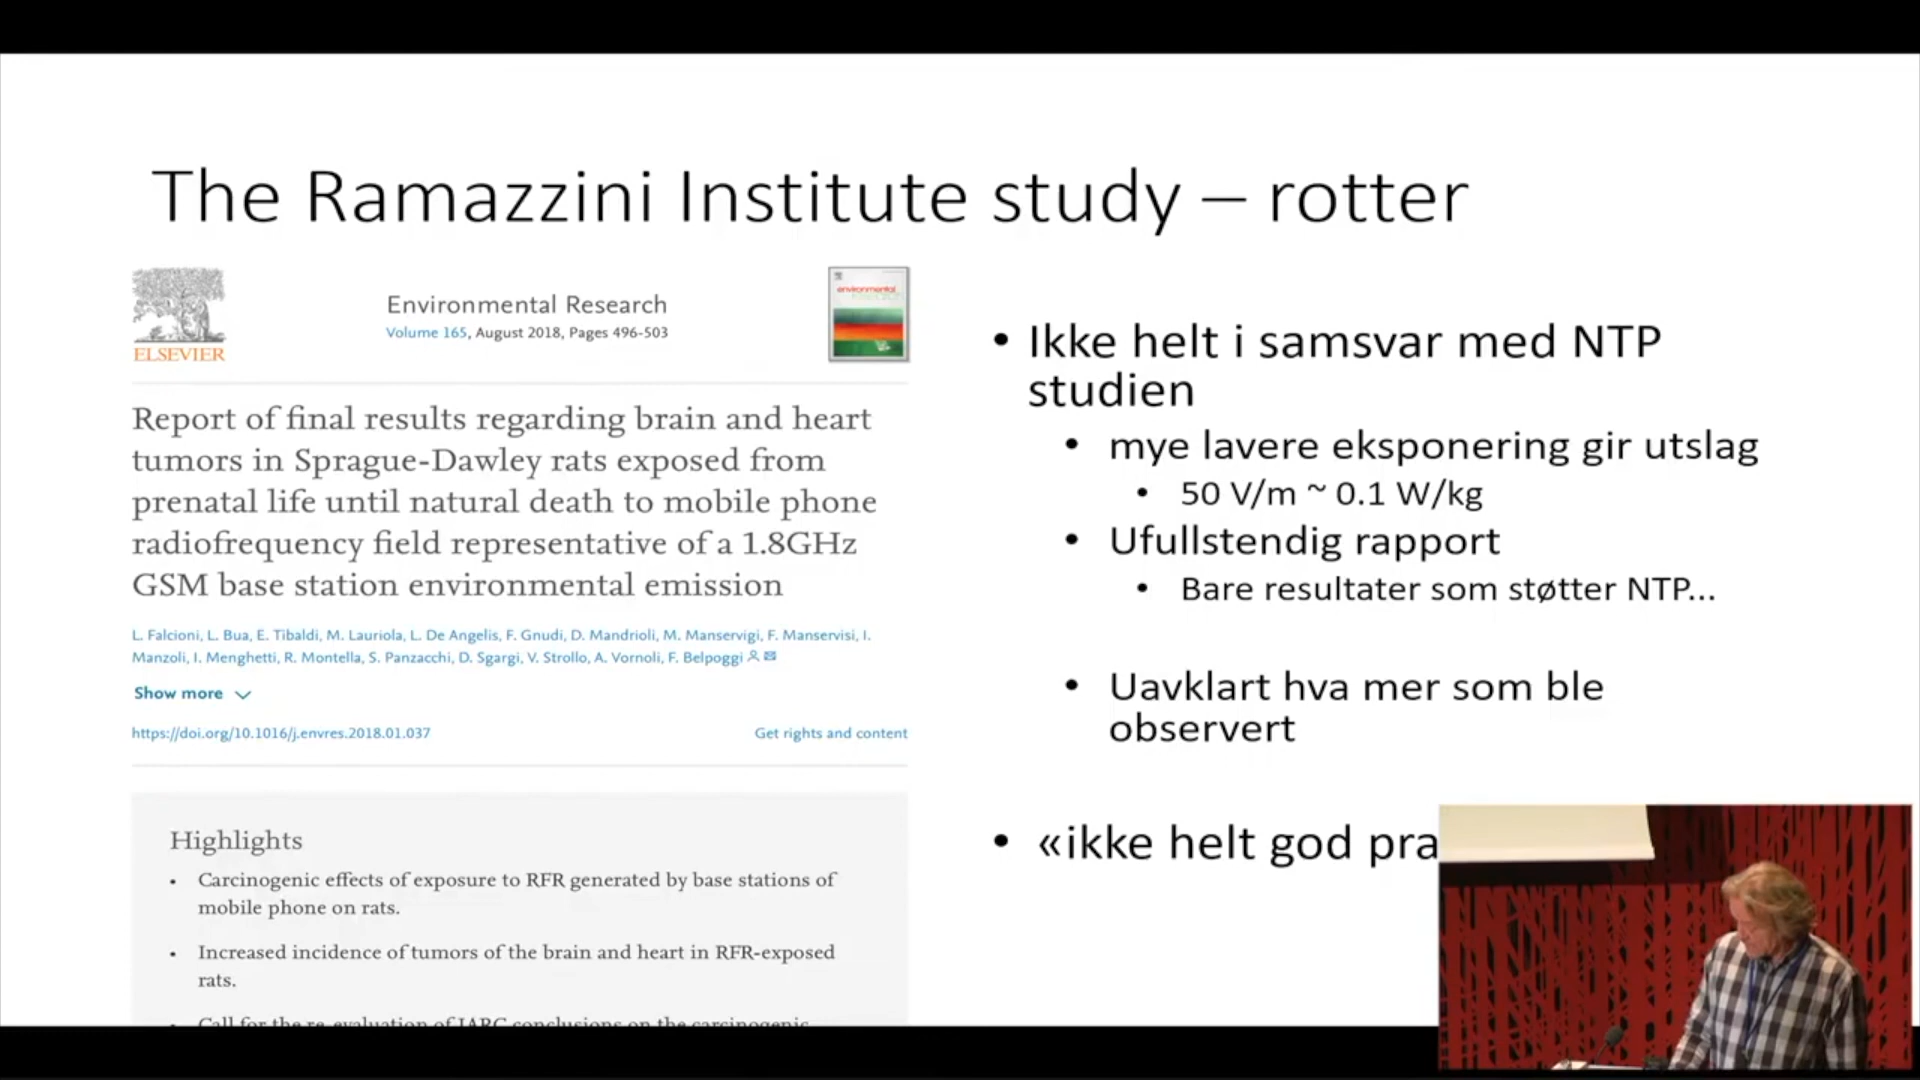 The Ramazzini Institute study – rotter
ELSEVIER
Environmental Research
Volume 165, August 2018, Pages 496-503
environmental
Report of final results regarding brain and heart
tumors in Sprague-Dawley rats exposed from
prenatal life until natural death to mobile phone
radiofrequency field representative of a 1.8GHz
GSM base station environmental emission
L. Falcioni, L. Bua, E. Tibaldi, M. Lauriola, L. De Angelis, F. Gnudi, D. Mandrioli, M. Manservigi, F. Manservisi, I.
Manzoli, I. Menghetti, R. Montella, S. Panzacchi, D. Sgargi, V. Strollo, A. Vornoli, F. Belpoggi
Show more
https://doi.org/10.1016/j.envres.2018.01.037
Get rights and content
Highlights
• Carcinogenic effects of exposure to RFR generated by base stations of
mobile phone on rats.
• Increased incidence of tumors of the brain and heart in RFR-exposed
rats.
• Call for the re-evaluation of IARC conclusions on the carcinogenic
• Ikke helt i samsvar med NTP
studien
• mye lavere eksponering gir utslag
• 50 V/m ~ 0.1 W/kg
• Ufullstendig rapport
• Bare resultater som støtter NTP...
• Uavklart hva mer som ble
observert
• «ikke helt god pra